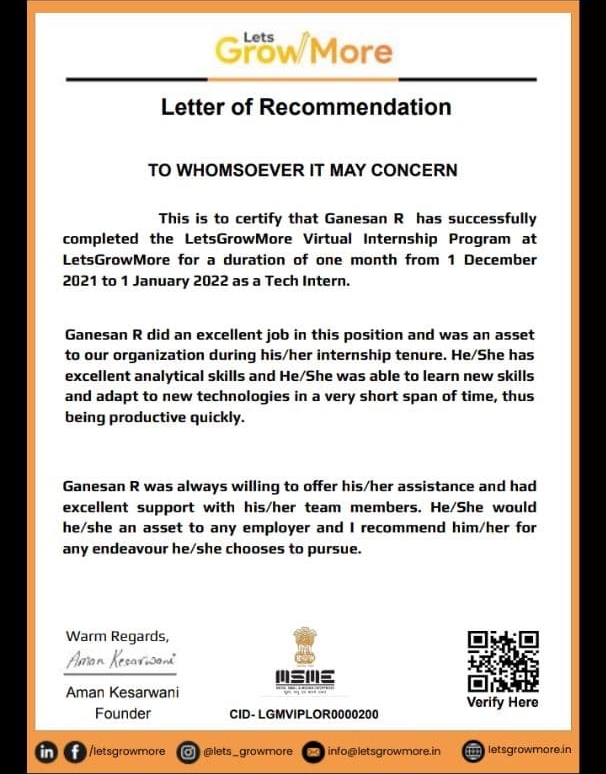 Lets
GrowMore
Letter of Recommendation
TO WHOMSOEVER IT MAY CONCERN
This is to certify that Ganesan R has successfully
completed the LetsGrowMore Virtual Internship Program at
LetsGrowMore for a duration of one month from 1 December
2021 to 1 January 2022 as a Tech Intern.
Ganesan R did an excellent job in this position and was an asset
to our organization during his/her internship tenure. He/She has
excellent analytical skills and He/She was able to learn new skills
and adapt to new technologies in a very short span of time, thus
being productive quickly.
Ganesan R was always willing to offer his/her assistance and had
excellent support with his/her team members. He/She would
he/she an asset to any employer and I recommend him/her for
any endeavour he/she chooses to pursue.
Warm Regards,
Aman Kesarwani
Aman Kesarwani
Founder
MSME
CID- LGMVIPLOR0000200
Verify Here
/letsgrowmore
@lets_growmore
info@letsgrowmore.in
letsgrowmore.in